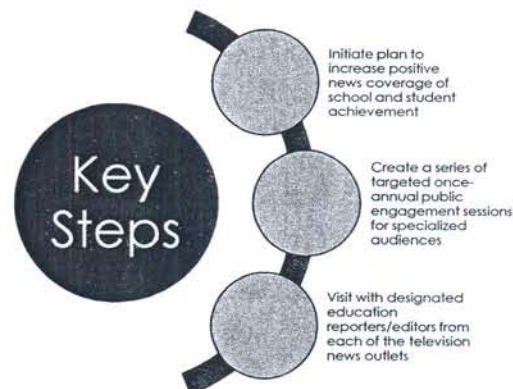 Key
Steps
Initiate plan to
increase positive
news coverage of
school and student
achievement
Create a series of
targeted once-
annual public
engagement sessions
for specialized
audiences
Visit with designated
education
reporters/editors from
each of the television
news outlets